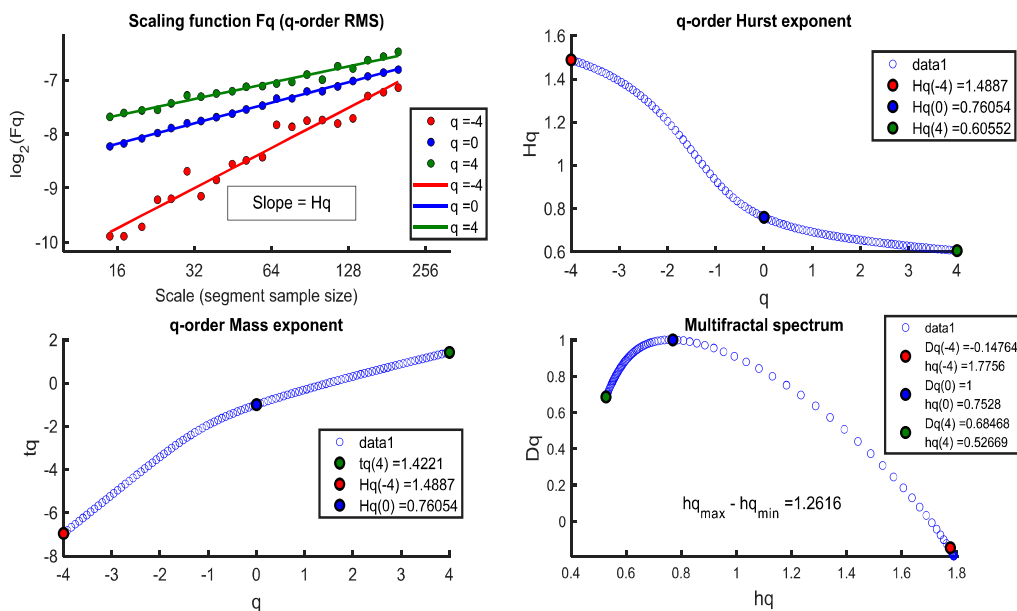 Scaling function Fq (q-order RMS)
log2(Fq)
-7
-8
-9
-10
16
32
64
128
256
Scale (segment sample size)
Slope = Hq
q =-4
q =0
q =4
q =-4
q =0
q =4
q-order Hurst exponent
Hq
1.6
1.4
1.2
1
0.8
0.6
-4
-3
-2
-1
0
1
2
3
4
q
data1
Hq(-4) =1.4887
Hq(0) =0.76054
Hq(4) =0.60552
q-order Mass exponent
tq
2
0
-2
-4
-6
-8
-4
-3
-2
-1
0
1
2
3
4
q
data1
tq(4) =1.4221
Hq(-4) =1.4887
Hq(0) =0.76054
Multifractal spectrum
Dq
1
0.8
0.6
0.4
0.2
0
0.4
0.6
0.8
1
1.2
1.4
1.6
1.8
hq
hqmax - hqmin =1.2616
data1
Dq(-4) =-0.14764
hq(-4) =1.7756
Dq(0) =1
hq(0) =0.7528
Dq(4) =0.68468
hq(4) =0.52669